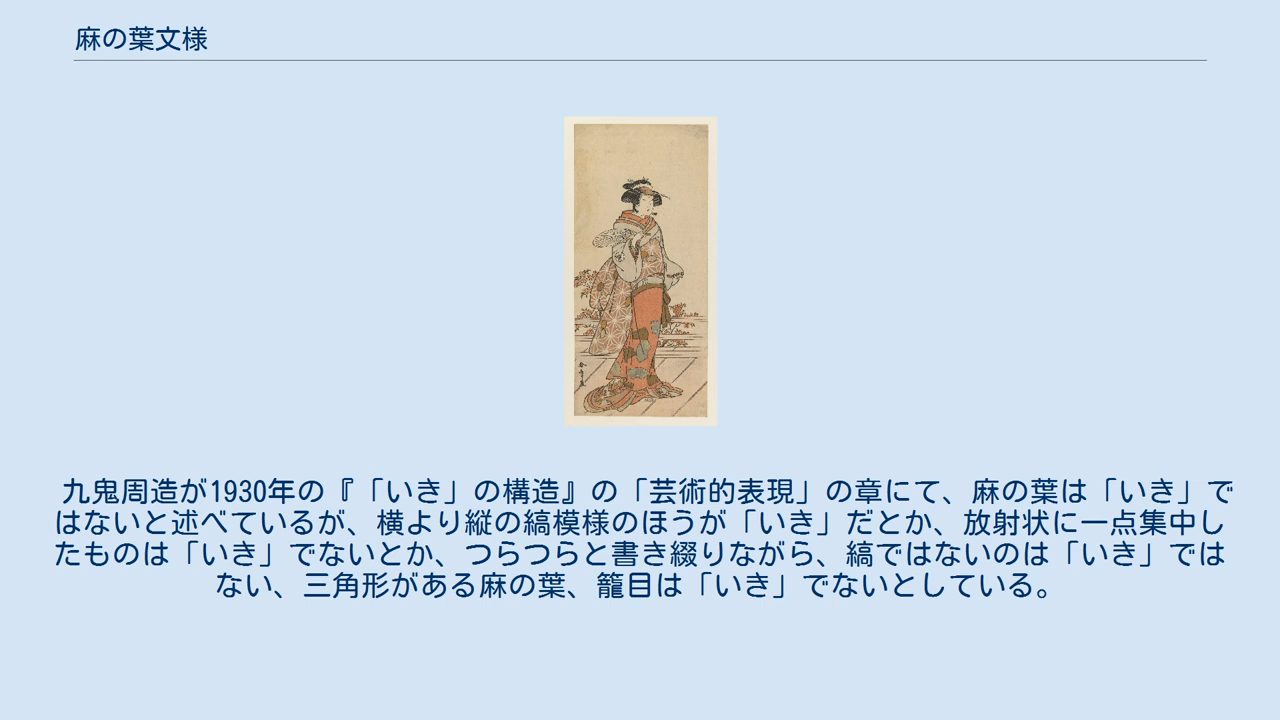 麻の葉文様
九鬼周造が1930年の『「いき」の構造』の「芸術的表現」の章にて、麻の葉は「いき」で
はないと述べているが、横より縦の縞模様のほうが「いき」だとか、放射状に一点集中し
たものは「いき」でないとか、つらつらと書き綴りながら、縞ではないのは「いき」では
ない、三角形がある麻の葉、籠目は「いき」でないとしている。